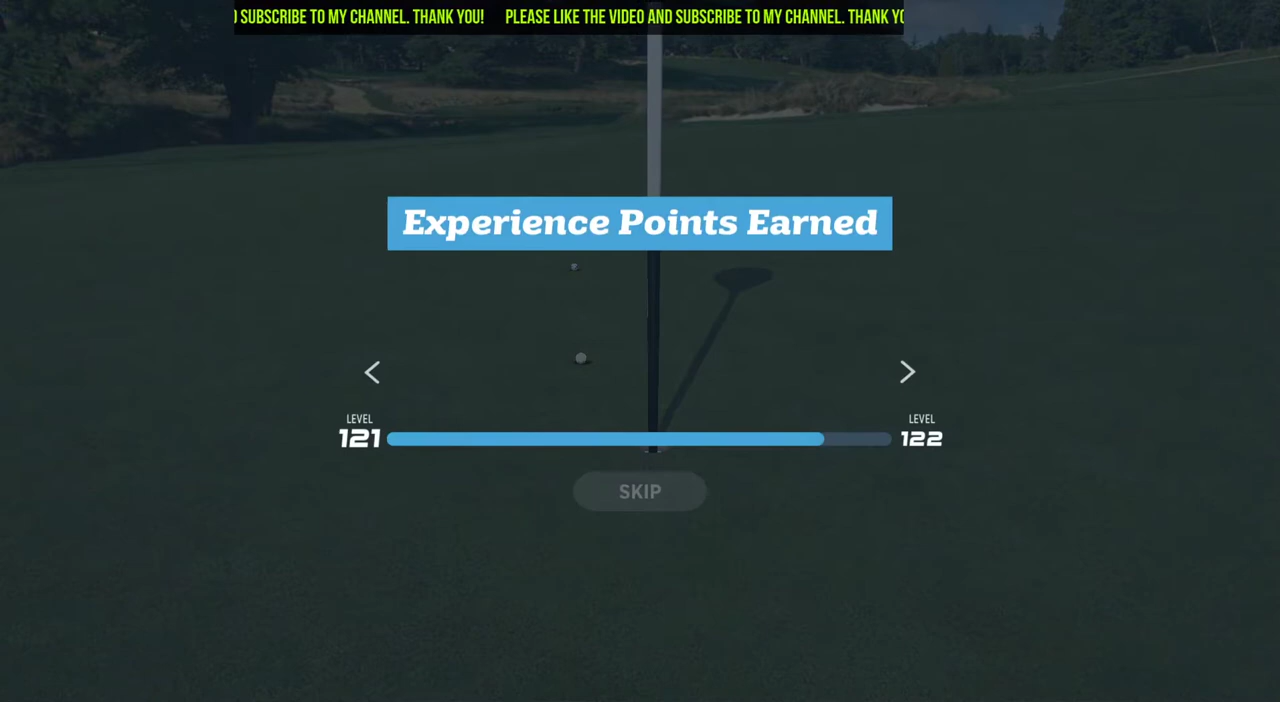 SUBSCRIBE TO MY CHANNEL. THANK YOU! PLEASE LIKE THE VIDEO AND SUBSCRIBE TO MY CHANNEL. THANK
Experience Points Earned
LEVEL LEVEL
121 122
SKIP